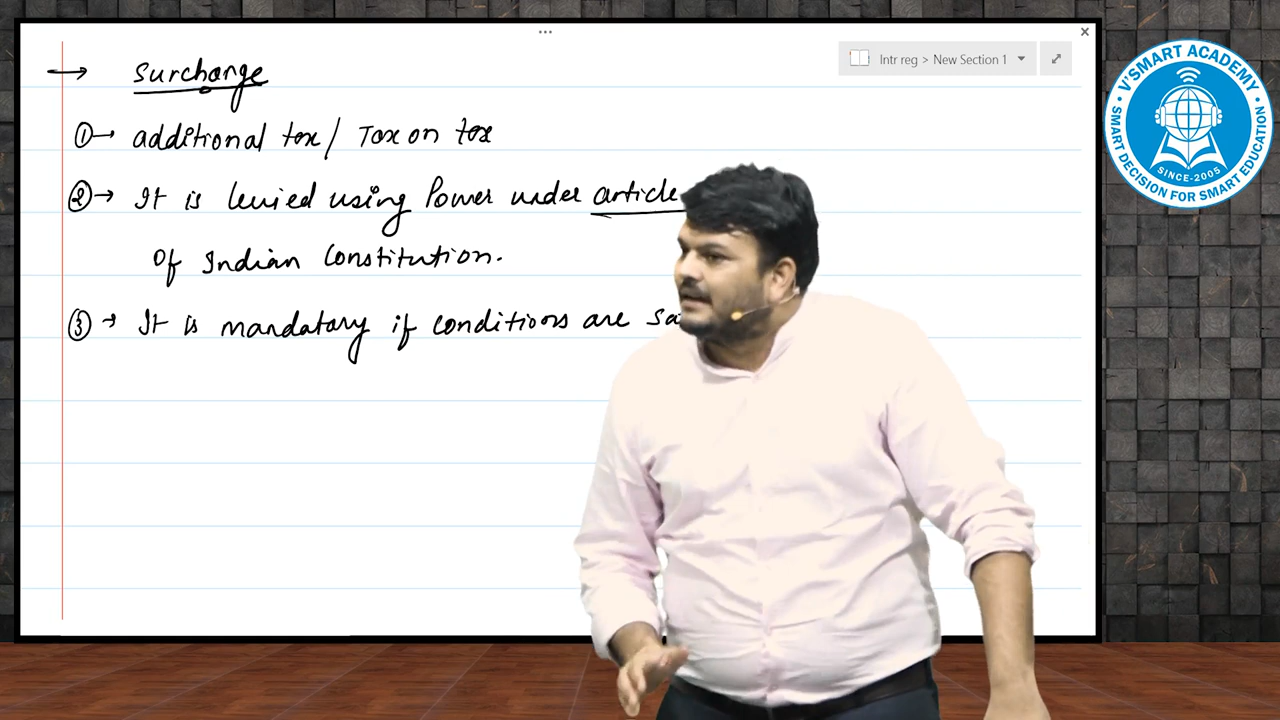 Intr reg > New Section 1
→ Surcharge
① → additional tax / Tax on tax
② → It is levied using Power under article
Of Indian Constitution.
③ → It is mandatory if conditions are sa
V'SMART ACADEMY
SINCE-2005
SMART DECISION FOR SMART EDUCATION